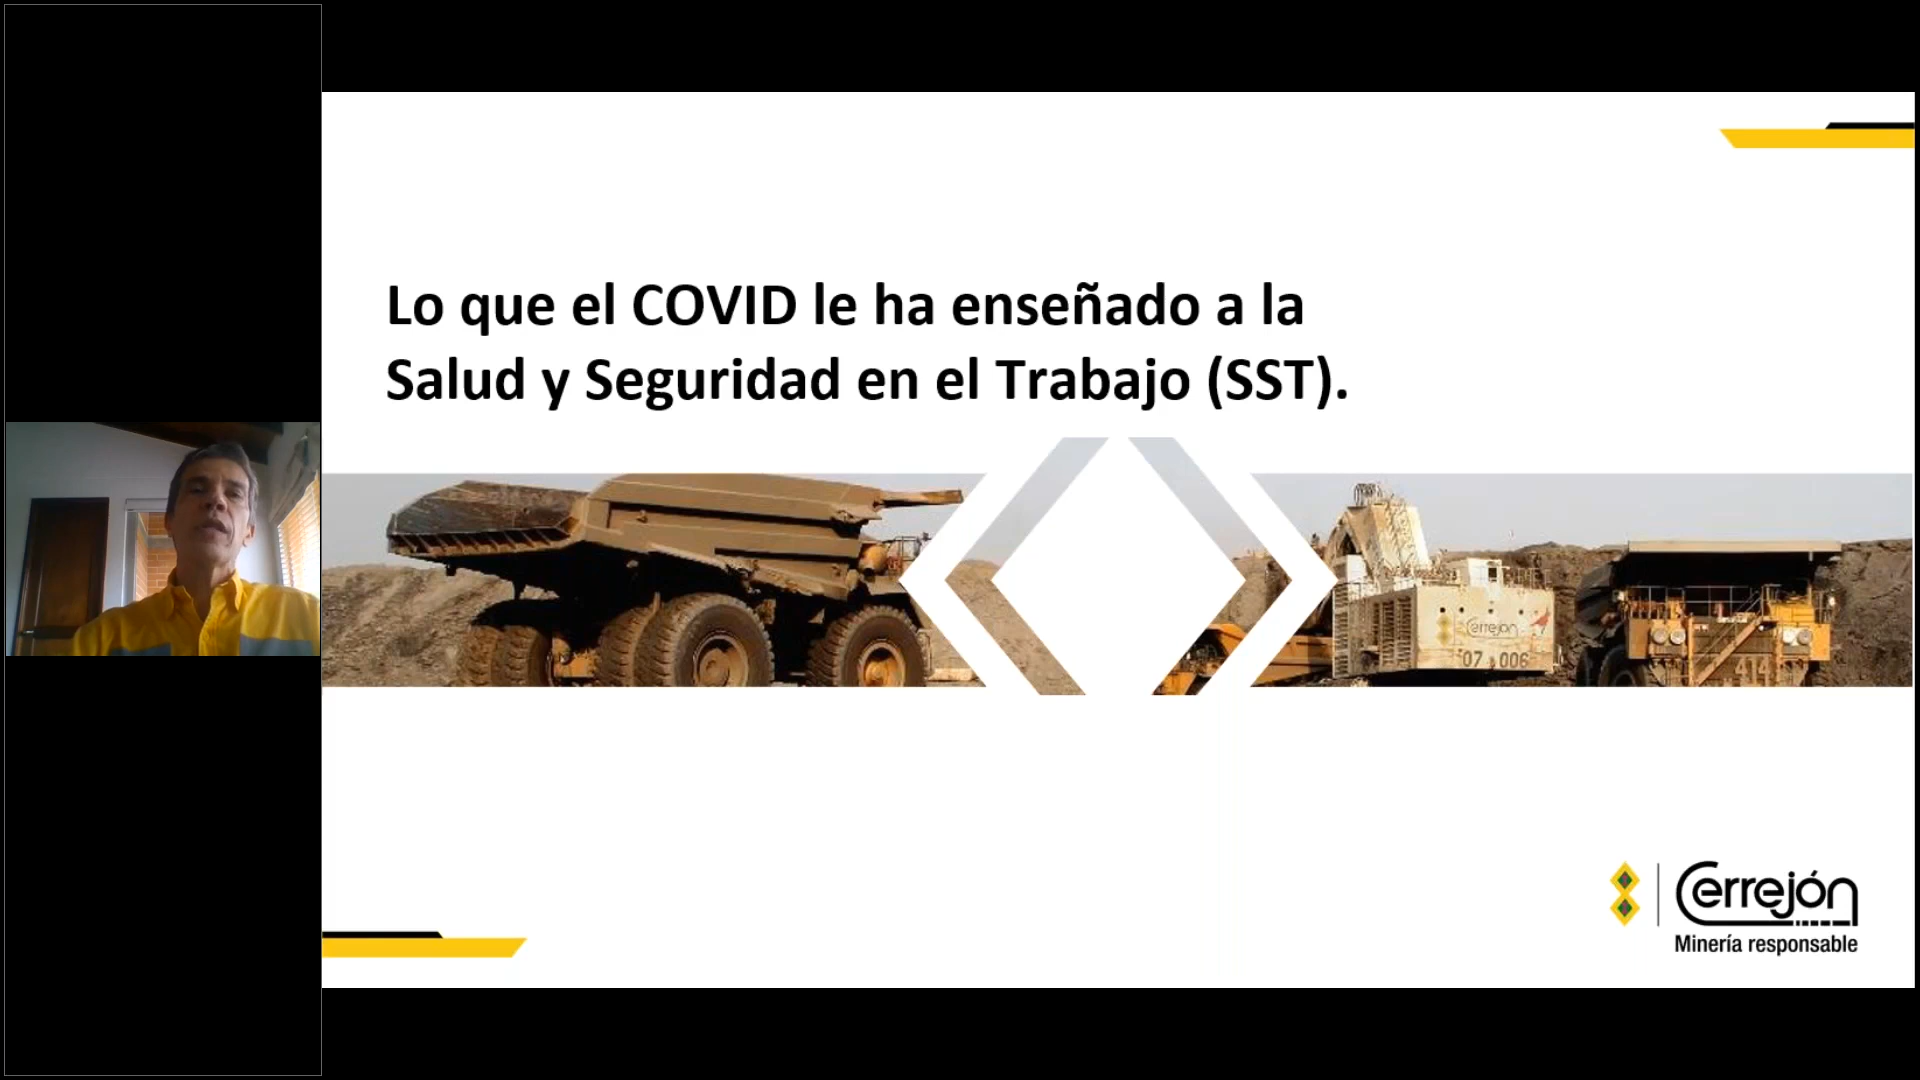 Lo que el COVID le ha enseñado a la
Salud y Seguridad en el Trabajo (SST).
Cerrejón
07 006
414
Cerrejón
Minería responsable